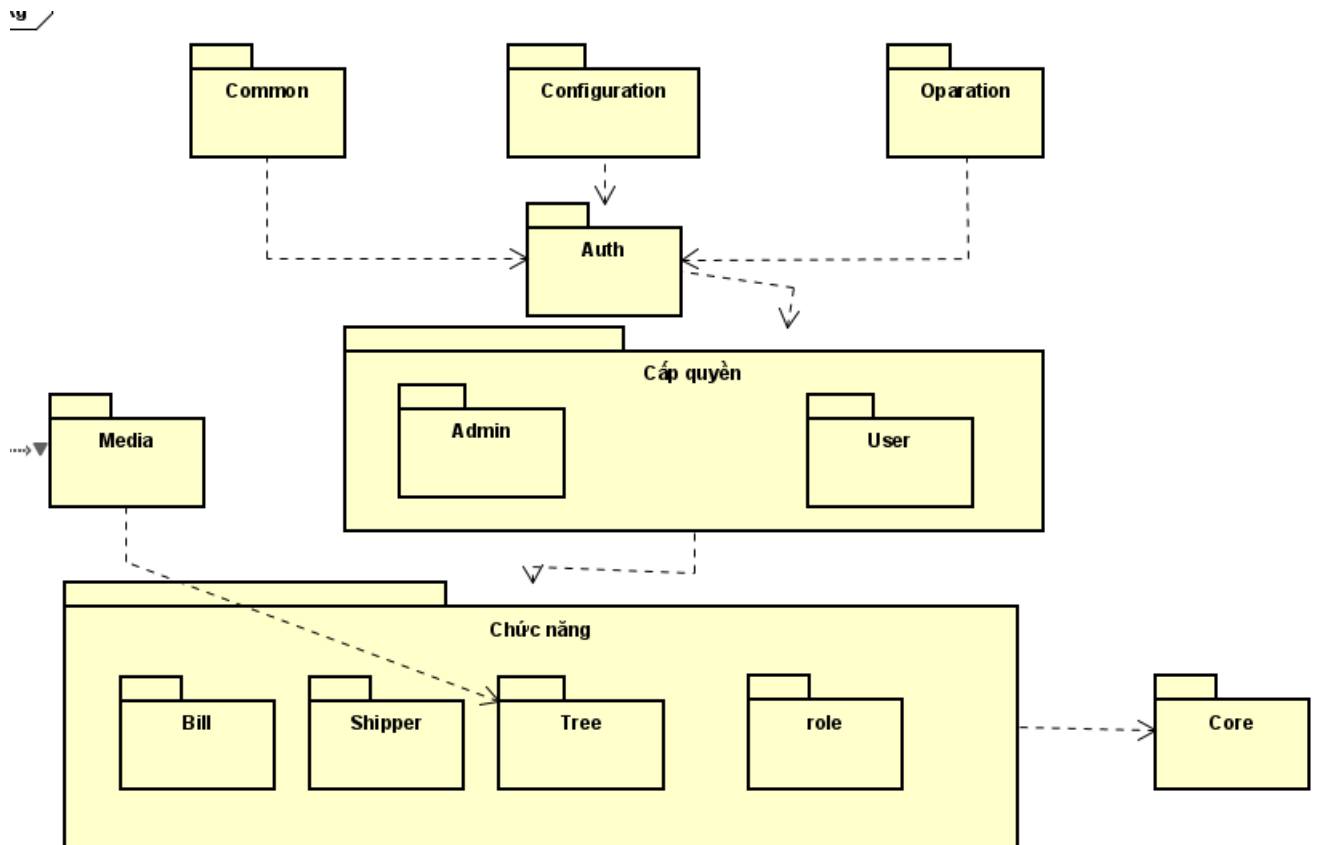 Common
Configuration
Oparation
Auth
Cấp quyền
Admin
User
Media
Chức năng
Bill
Shipper
Tree
role
Core